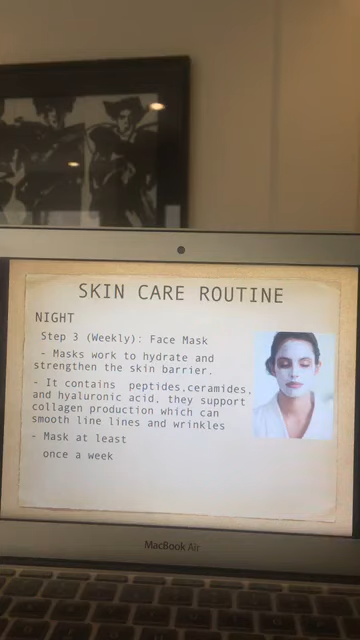 SKIN CARE ROUTINE
NIGHT
Step 3 (Weekly): Face Mask
- Masks work to hydrate and
strengthen the skin barrier.
- It contains peptides,ceramides,
and hyaluronic acid, they support
collagen production which can
smooth line lines and wrinkles
- Mask at least
once a week
MacBook Air